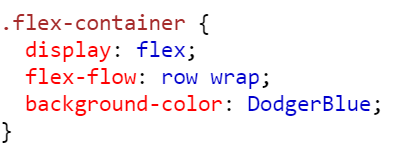 .flex-container {
  display: flex;
  flex-flow: row wrap;
  background-color: DodgerBlue;
}